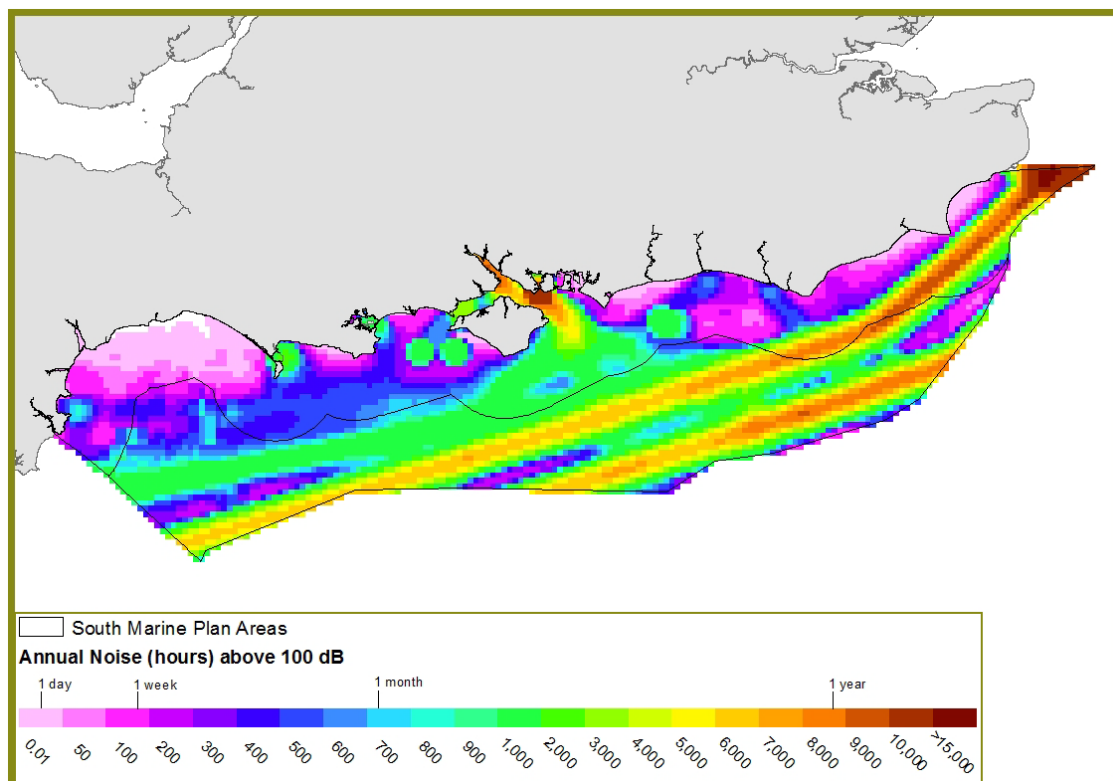 South Marine Plan Areas
Annual Noise (hours) above 100 dB
1 day 1 week 1 month 1 year
0.01 50 100 200 300 400 500 600 700 800 900 1,000 2,000 3,000 4,000 5,000 6,000 7,000 8,000 9,000 10,000 >15,000